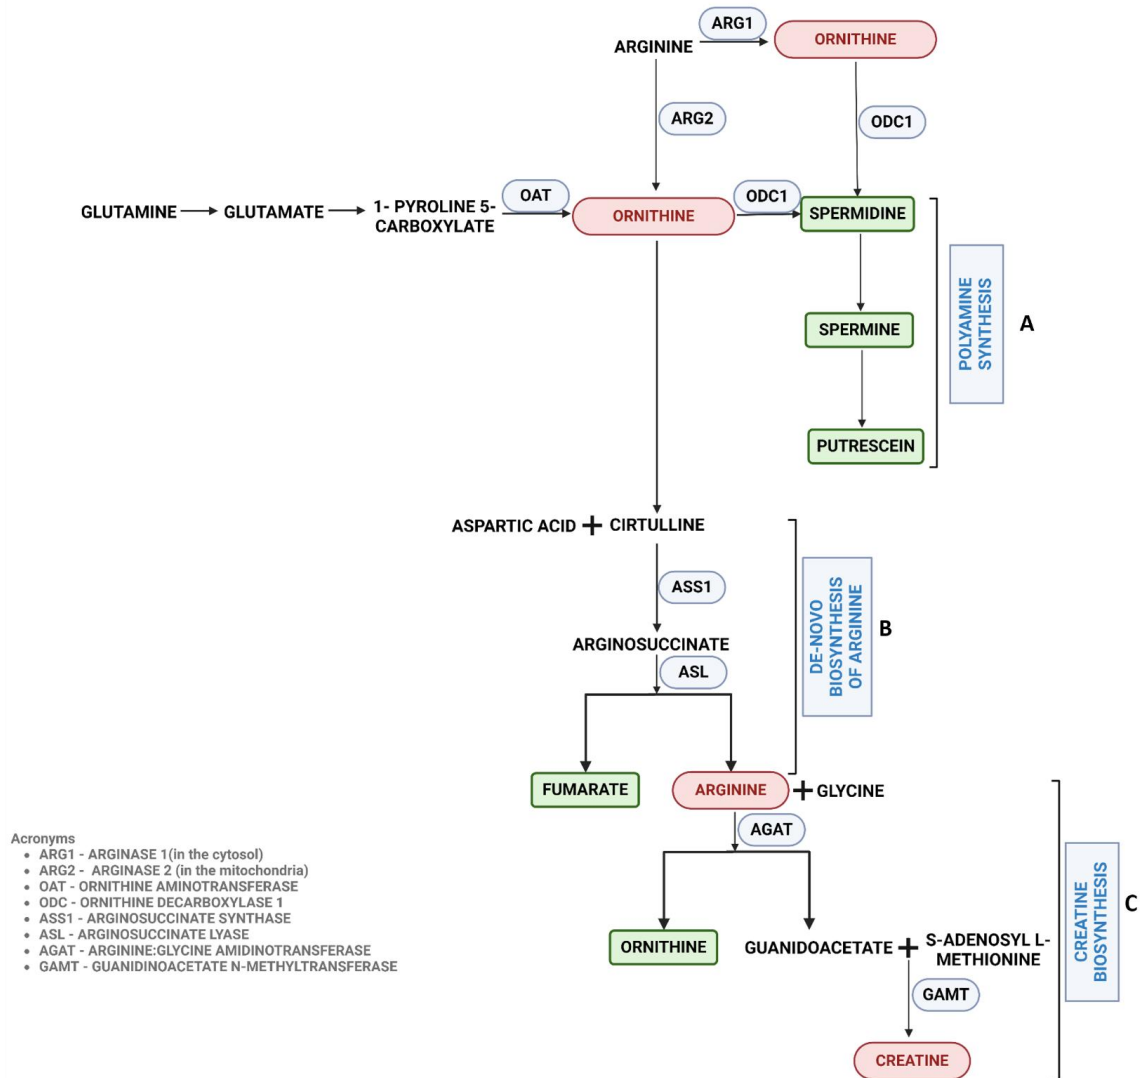 ARG1
ARGININE
ORNITHINE
ARG2
ODC1
GLUTAMINE
GLUTAMATE
1- PYROLINE 5-
CARBOXYLATE
OAT
ORNITHINE
ODC1
SPERMIDINE
SPERMINE
PUTRESCEIN
POLYAMINE
SYNTHESIS
A
ASPARTIC ACID + CIRTULLINE
ASS1
ARGINOSUCCINATE
ASL
DE-NOVO
BIOSYNTHESIS
OF ARGININE
B
FUMARATE
ARGININE + GLYCINE
AGAT
ORNITHINE
GUANIDOACETATE + S-ADENOSYL L-
METHIONINE
GAMT
CREATINE
CREATINE
BIOSYNTHESIS
C
Acronyms
• ARG1 - ARGINASE 1(in the cytosol)
• ARG2 - ARGINASE 2 (in the mitochondria)
• OAT - ORNITHINE AMINOTRANSFERASE
• ODC - ORNITHINE DECARBOXYLASE 1
• ASS1 - ARGINOSUCCINATE SYNTHASE
• ASL - ARGINOSUCCINATE LYASE
• AGAT - ARGININE:GLYCINE AMIDINOTRANSFERASE
• GAMT - GUANIDINOACETATE N-METHYLTRANSFERASE